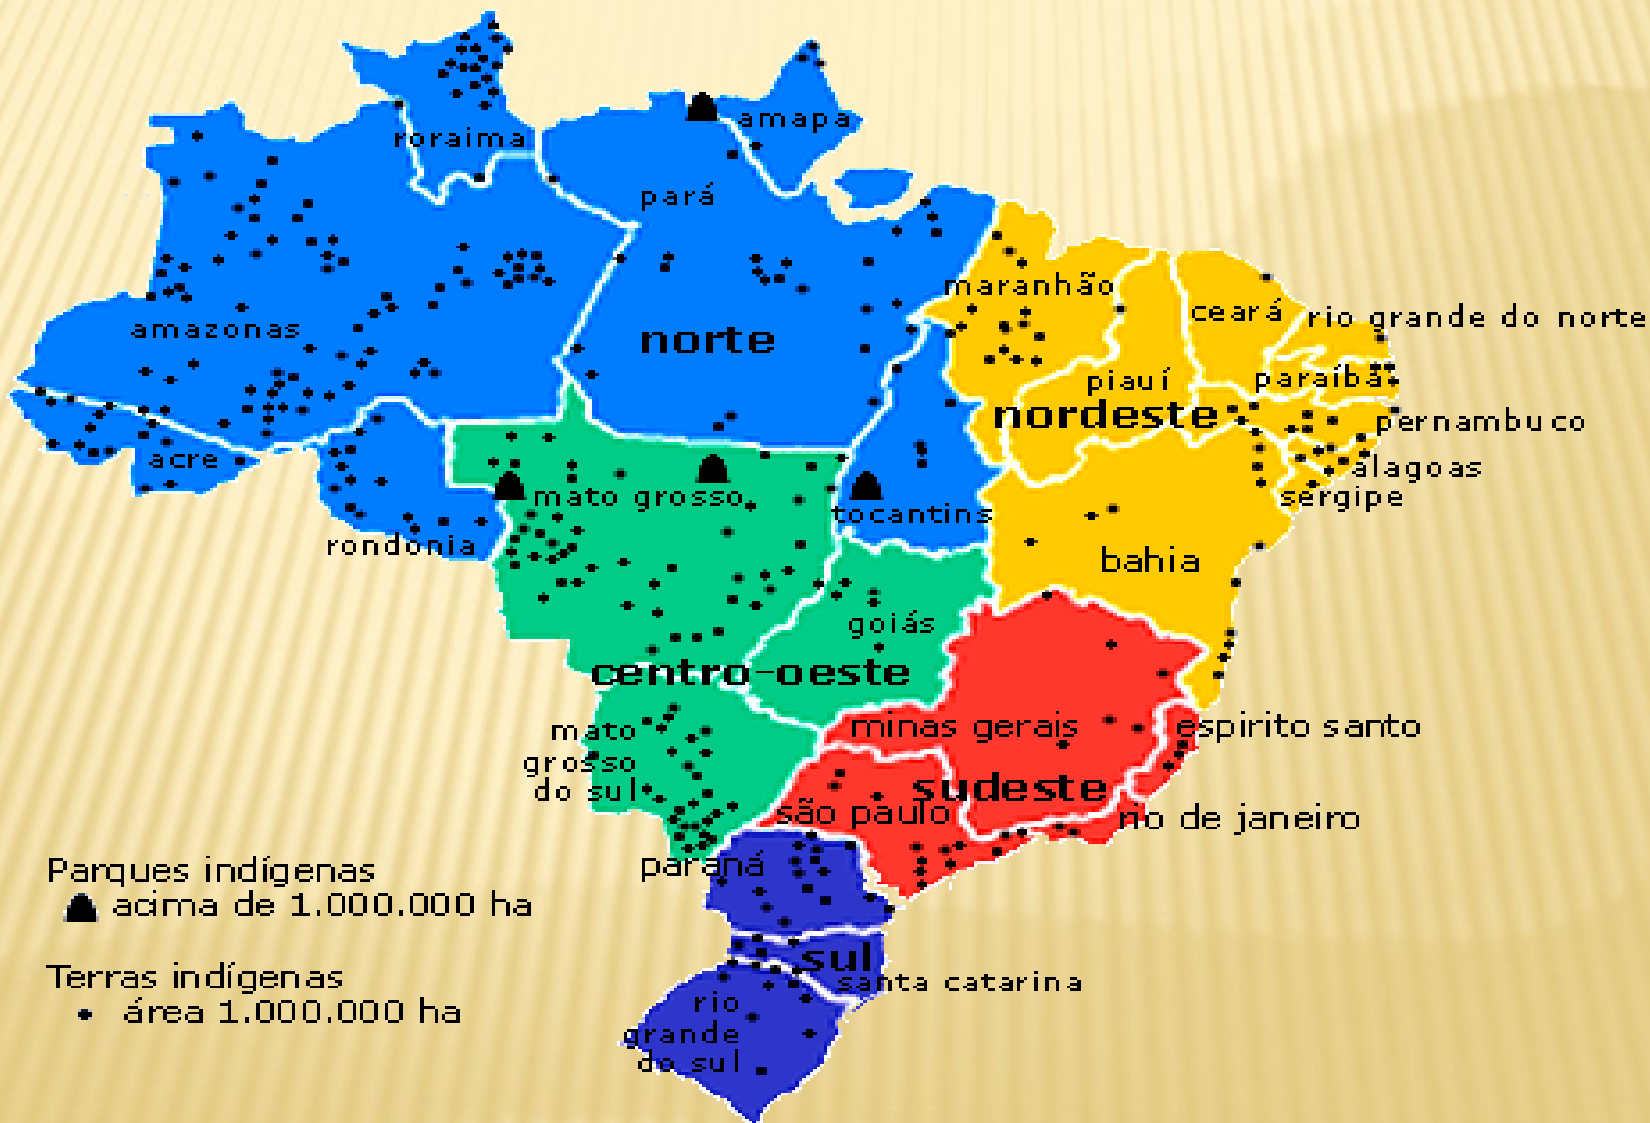 roraima
amapa
pará
maranhão
ceará
rio grande do norte
amazonas
norte
piauí
paraíba
nordeste
pernambuco
acre
alagoas
mato grosso
sergipe
tocantins
rondonia
bahia
goiás
centro-oeste
mato
grosso
do sul
minas gerais
espirito santo
sudeste
são paulo
rio de janeiro
paraná
Parques indígenas
acima de 1.000.000 ha
sul
Terras indígenas
santa catarina
área 1.000.000 ha
rio
grande
do sul